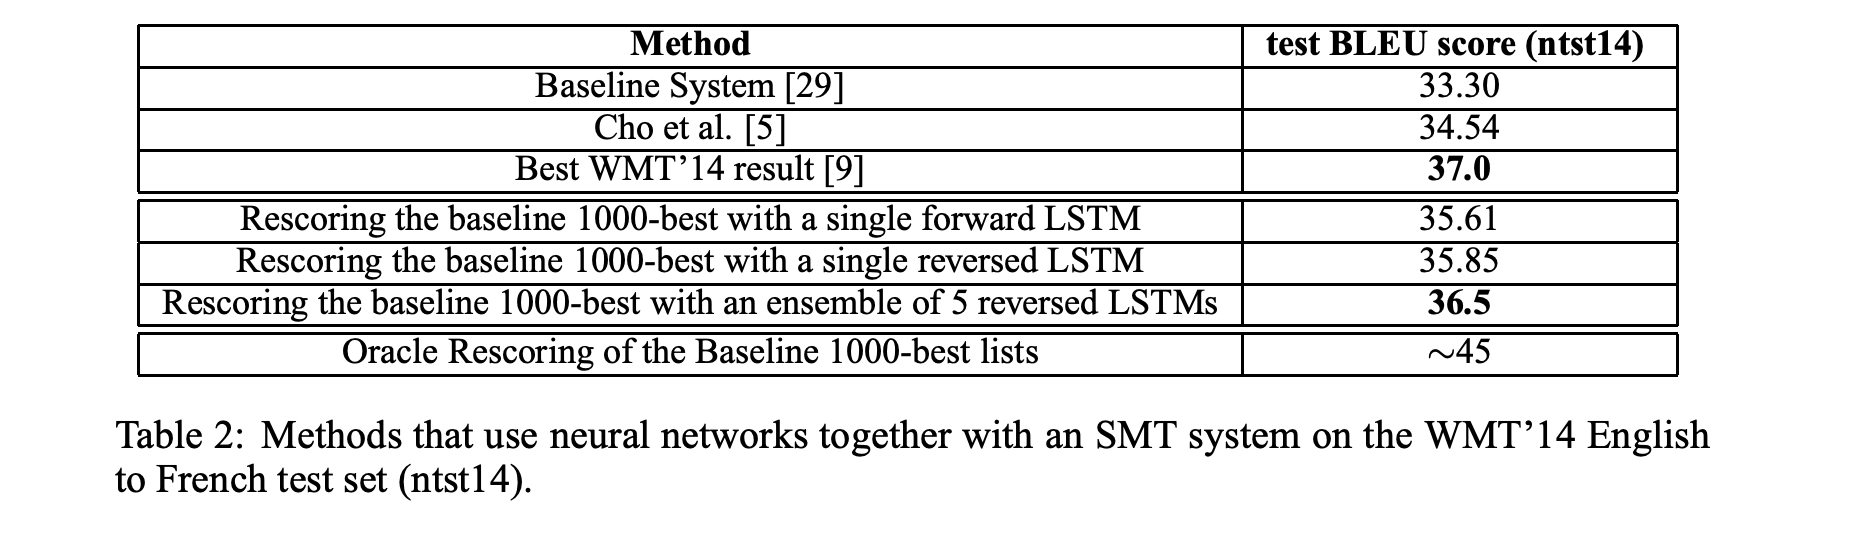 Method test BLEU score (ntst14)
Baseline System [29] 33.30
Cho et al. [5] 34.54
Best WMT’14 result [9] 37.0
Rescoring the baseline 1000-best with a single forward LSTM 35.61
Rescoring the baseline 1000-best with a single reversed LSTM 35.85
Rescoring the baseline 1000-best with an ensemble of 5 reversed LSTMs 36.5
Oracle Rescoring of the Baseline 1000-best lists ∼45
Table 2: Methods that use neural networks together with an SMT system on the WMT’14 English
to French test set (ntst14).